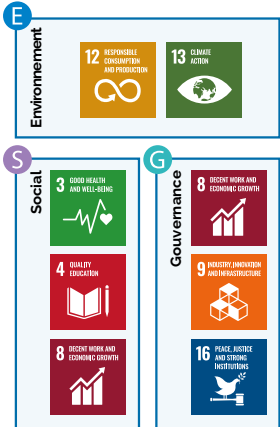 E
Environnement
12 RESPONSIBLE
CONSUMPTION
AND PRODUCTION
13 CLIMATE
ACTION
S
Social
3 GOOD HEALTH
AND WELL-BEING
4 QUALITY
EDUCATION
8 DECENT WORK AND
ECONOMIC GROWTH
G
Gouvernance
8 DECENT WORK AND
ECONOMIC GROWTH
9 INDUSTRY, INNOVATION
AND INFRASTRUCTURE
16 PEACE, JUSTICE
AND STRONG
INSTITUTIONS